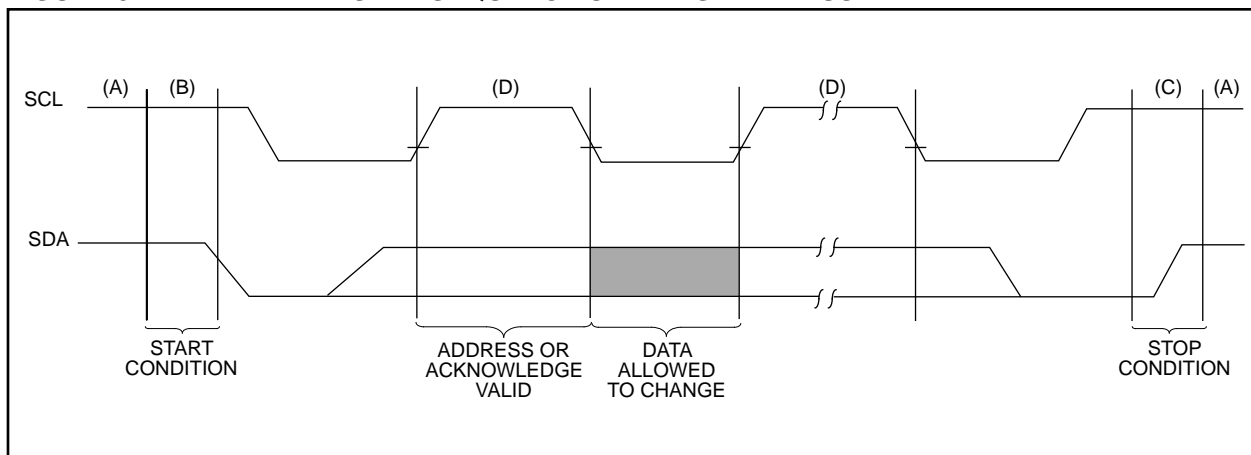 (A) (B) (D) (D) (C) (A)
SCL
SDA
START
CONDITION
ADDRESS OR
ACKNOWLEDGE
VALID
DATA
ALLOWED
TO CHANGE
STOP
CONDITION